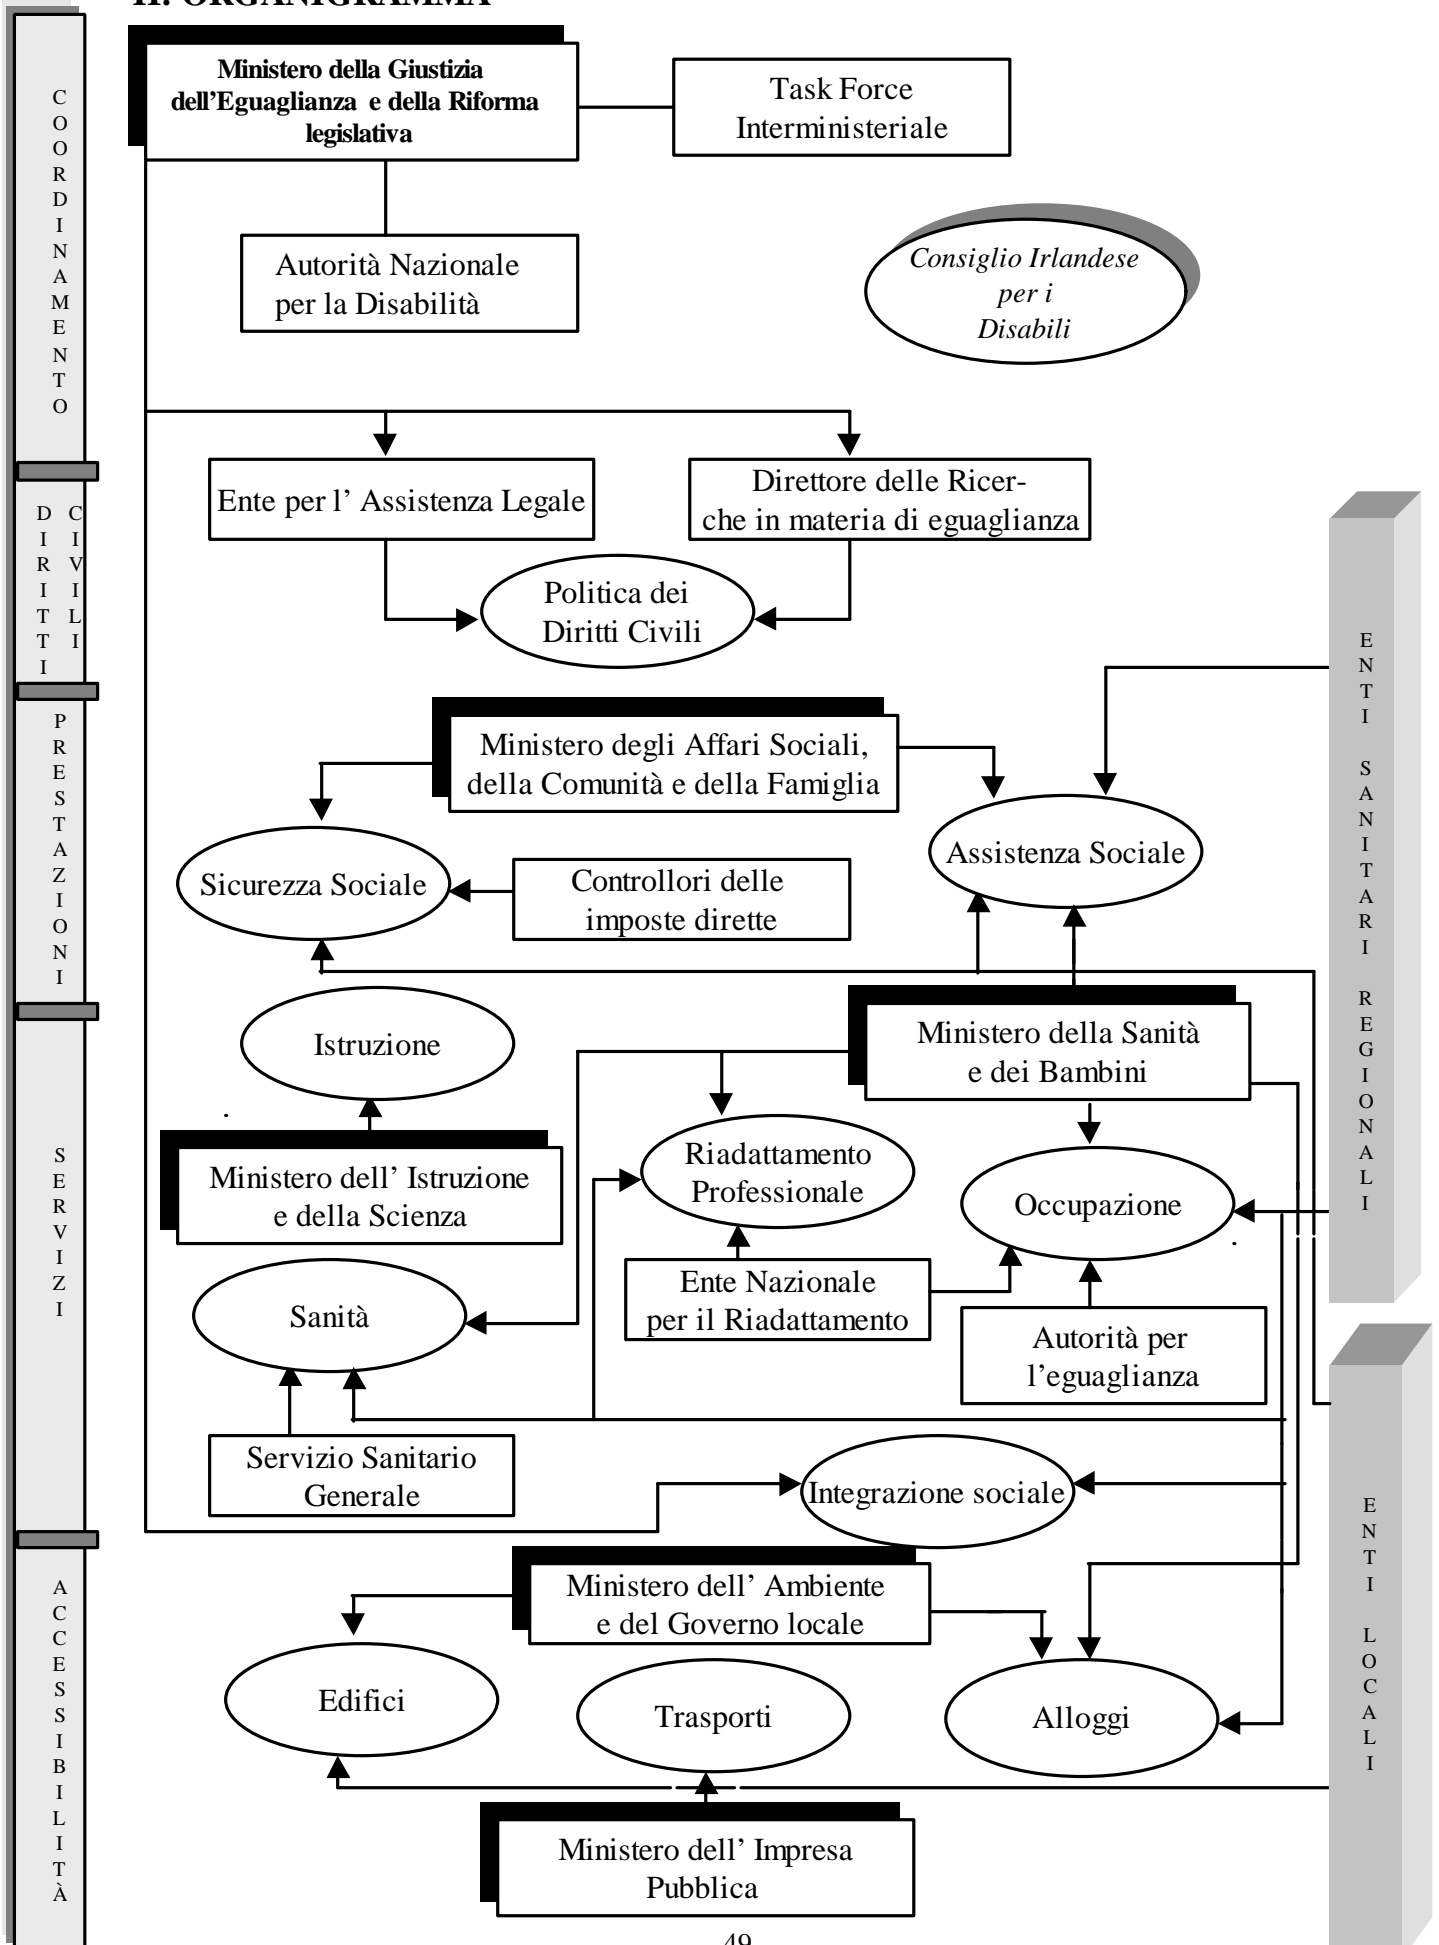 II. ORGANIGRAMMA
Ministero della Giustizia
dell'Eguaglianza e della Riforma
legislativa
Task Force
Interministeriale
COORDINAMENTO
Autorità Nazionale
per la Disabilità
Consiglio Irlandese
per i
Disabili
Ente per l' Assistenza Legale
Direttore delle Ricer-
che in materia di eguaglianza
DIRITTI
CIVILI
Politica dei
Diritti Civili
ENTI SANITARI REGIONALI
PRESTAZIONI
Ministero degli Affari Sociali,
della Comunità e della Famiglia
Assistenza Sociale
Sicurezza Sociale
Controllori delle
imposte dirette
Istruzione
Ministero della Sanità
e dei Bambini
SERVIZI
Ministero dell' Istruzione
e della Scienza
Riadattamento
Professionale
Occupazione
Sanità
Ente Nazionale
per il Riadattamento
Autorità per
l'eguaglianza
Servizio Sanitario
Generale
Integrazione sociale
ENTI LOCALI
ACCESSIBILITÀ
Ministero dell' Ambiente
e del Governo locale
Edifici
Trasporti
Alloggi
Ministero dell' Impresa
Pubblica
49